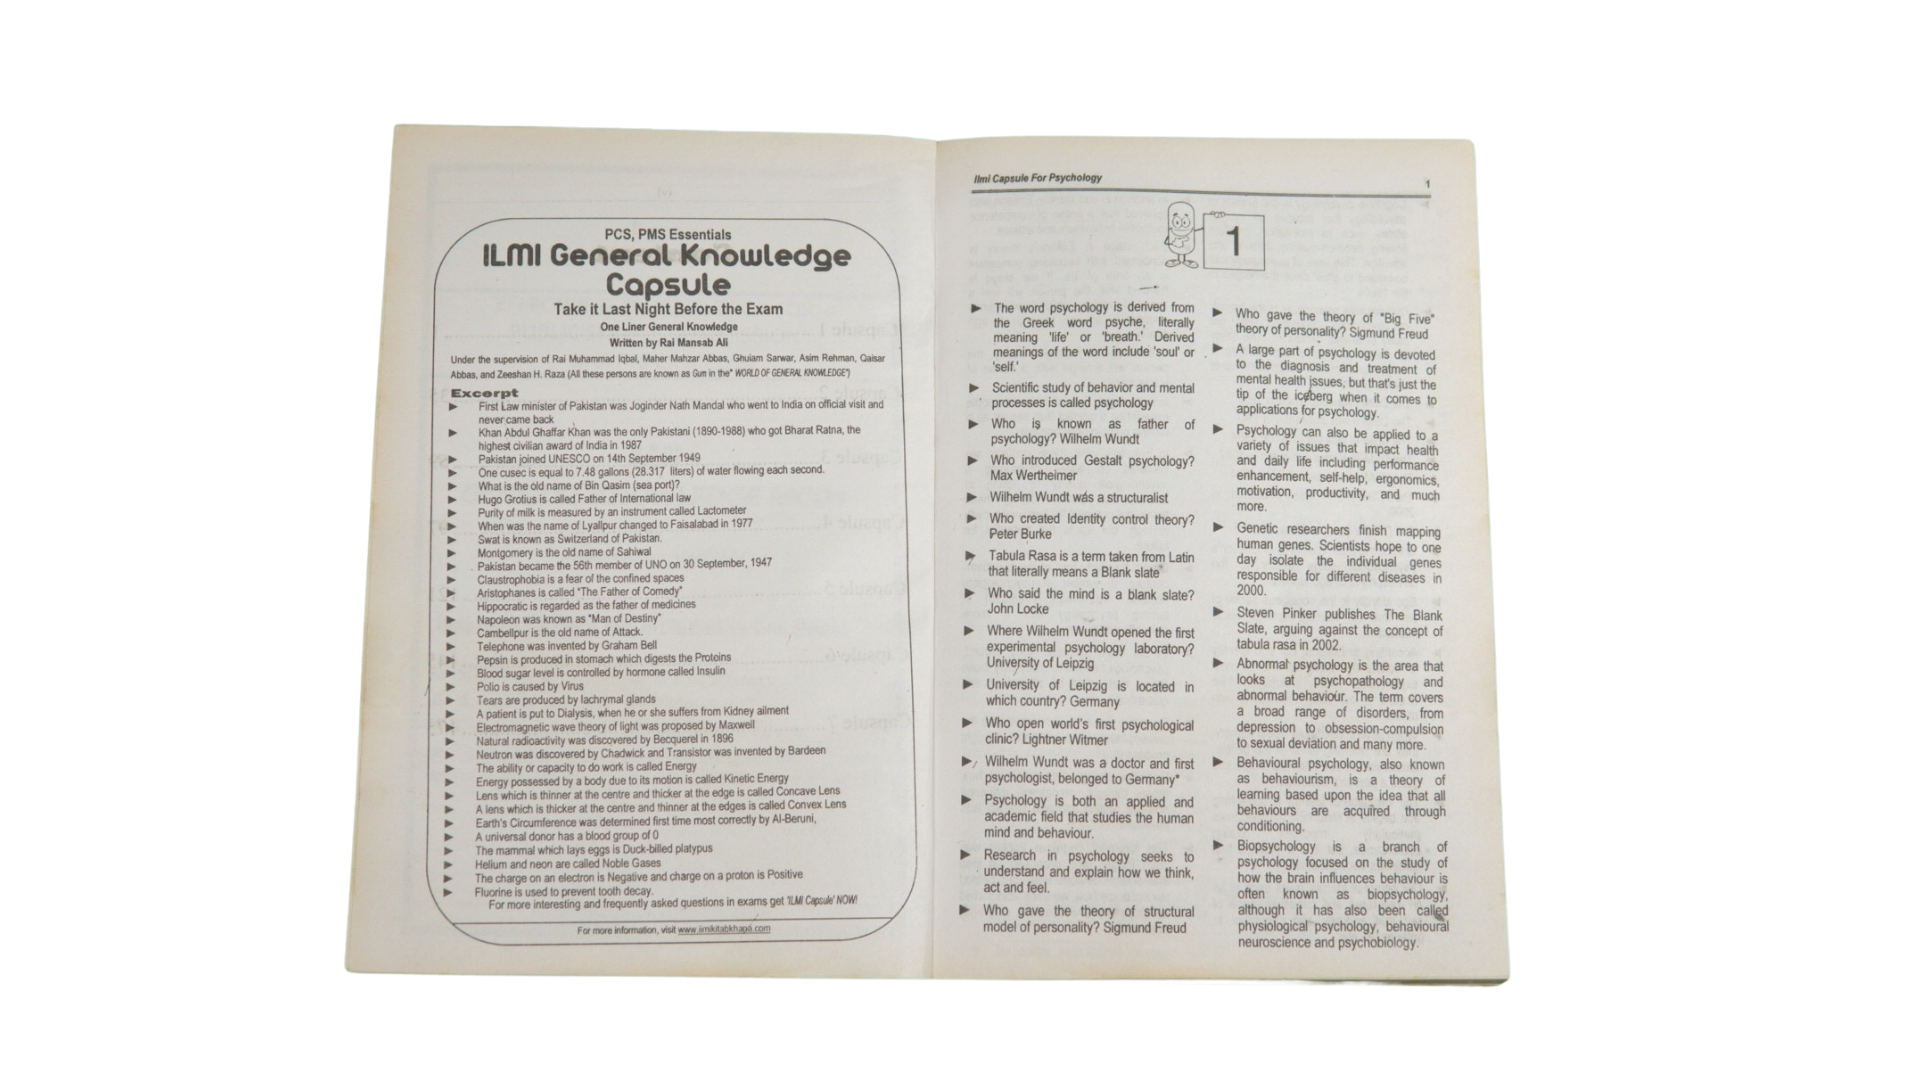 PCS, PMS Essentials
ILMI General Knowledge
Capsule
Take it Last Night Before the Exam
One Liner General Knowledge
Written by Rai Mansab Ali
Under the supervision of Rai Muhammad Iqbal, Maher Mahzar Abbas, Ghulam Sarwar, Asim Rehman, Qaisar
Abbas, and Zeeshan H. Raza (All these persons are known as Gum in the" WORLD OF GENERAL KNOWLEDGE")
Excerpt
► First Law minister of Pakistan was Joginder Nath Mandal who went to India on official visit and
never came back
► Khan Abdul Ghaffar Khan was the only Pakistani (1890-1988) who got Bharat Ratna, the
highest civilian award of India in 1987
► Pakistan joined UNESCO on 14th September 1949
► One cusec is equal to 7.48 gallons (28.317 liters) of water flowing each second.
► What is the old name of Bin Qasim (sea port)?
► Hugo Grotius is called Father of International law
► Purity of milk is measured by an instrument called Lactometer
► When was the name of Lyallpur changed to Faisalabad in 1977
► Swat is known as Switzerland of Pakistan.
► Montgomery is the old name of Sahiwal
► Pakistan became the 56th member of UNO on 30 September, 1947
► Claustrophobia is a fear of the confined spaces
► Aristophanes is called "The Father of Comedy"
► Hippocratic is regarded as the father of medicines
► Napoleon was known as "Man of Destiny"
► Cambellpur is the old name of Attack.
► Telephone was invented by Graham Bell
► Pepsin is produced in stomach which digests the Proteins
► Blood sugar level is controlled by hormone called Insulin
► Polio is caused by Virus
► Tears are produced by lachrymal glands
► A patient is put to Dialysis, when he or she suffers from Kidney ailment
► Electromagnetic wave theory of light was proposed by Maxwell
► Natural radioactivity was discovered by Becquerel in 1896
► Neutron was discovered by Chadwick and Transistor was invented by Bardeen
► The ability or capacity to do work is called Energy
► Energy possessed by a body due to its motion is called Kinetic Energy
► Lens which is thinner at the centre and thicker at the edge is called Concave Lens
► A lens which is thicker at the centre and thinner at the edges is called Convex Lens
► Earth's Circumference was determined first time most correctly by Al-Beruni,
► A universal donor has a blood group of 0
► The mammal which lays eggs is Duck-billed platypus
► Helium and neon are called Noble Gases
► The charge on an electron is Negative and charge on a proton is Positive
► Fluorine is used to prevent tooth decay.
For more interesting and frequently asked questions in exams get 'ILMI Capsule' NOW!
For more information, visit www.ilmikitabkhana.com
Ilmi Capsule For Psychology 1
1
► The word psychology is derived from
the Greek word psyche, literally
meaning 'life' or 'breath.' Derived
meanings of the word include 'soul' or
'self.'
► Scientific study of behavior and mental
processes is called psychology
► Who is known as father of
psychology? Wilhelm Wundt
► Who introduced Gestalt psychology?
Max Wertheimer
► Wilhelm Wundt was a structuralist
► Who created Identity control theory?
Peter Burke
► Tabula Rasa is a term taken from Latin
that literally means a Blank slate
► Who said the mind is a blank slate?
John Locke
► Where Wilhelm Wundt opened the first
experimental psychology laboratory?
University of Leipzig
► University of Leipzig is located in
which country? Germany
► Who open world's first psychological
clinic? Lightner Witmer
► Wilhelm Wundt was a doctor and first
psychologist, belonged to Germany
► Psychology is both an applied and
academic field that studies the human
mind and behaviour.
► Research in psychology seeks to
understand and explain how we think,
act and feel.
► Who gave the theory of structural
model of personality? Sigmund Freud
► Who gave the theory of "Big Five"
theory of personality? Sigmund Freud
► A large part of psychology is devoted
to the diagnosis and treatment of
mental health issues, but that's just the
tip of the iceberg when it comes to
applications for psychology.
► Psychology can also be applied to a
variety of issues that impact health
and daily life including performance
enhancement, self-help, ergonomics,
motivation, productivity, and much
more.
► Genetic researchers finish mapping
human genes. Scientists hope to one
day isolate the individual genes
responsible for different diseases in
2000.
► Steven Pinker publishes The Blank
Slate, arguing against the concept of
tabula rasa in 2002.
► Abnormal psychology is the area that
looks at psychopathology and
abnormal behaviour. The term covers
a broad range of disorders, from
depression to obsession-compulsion
to sexual deviation and many more.
► Behavioural psychology, also known
as behaviourism, is a theory of
learning based upon the idea that all
behaviours are acquired through
conditioning.
► Biopsychology is a branch of
psychology focused on the study of
how the brain influences behaviour is
often known as biopsychology,
although it has also been called
physiological psychology, behavioural
neuroscience and psychobiology.